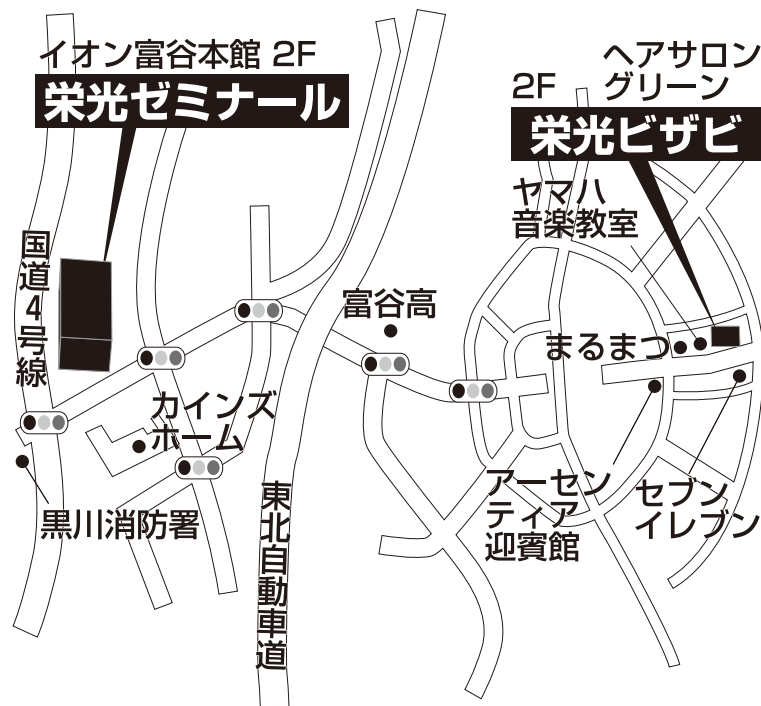 イオン富谷本館 2F
栄光ゼミナール
ヘアサロン
2F グリーン
栄光ビザビ
ヤマハ
音楽教室
国道4号線
富谷高
まるまつ
カインズ
ホーム
黒川消防署
東北自動車道
アーセン
ティア
迎賓館
セブン
イレブン